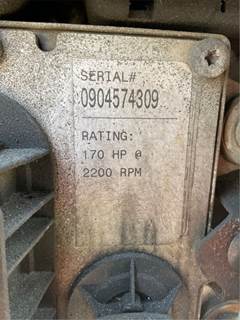 SERIAL#
0904574309
RATING:
170 HP @
2200 RPM